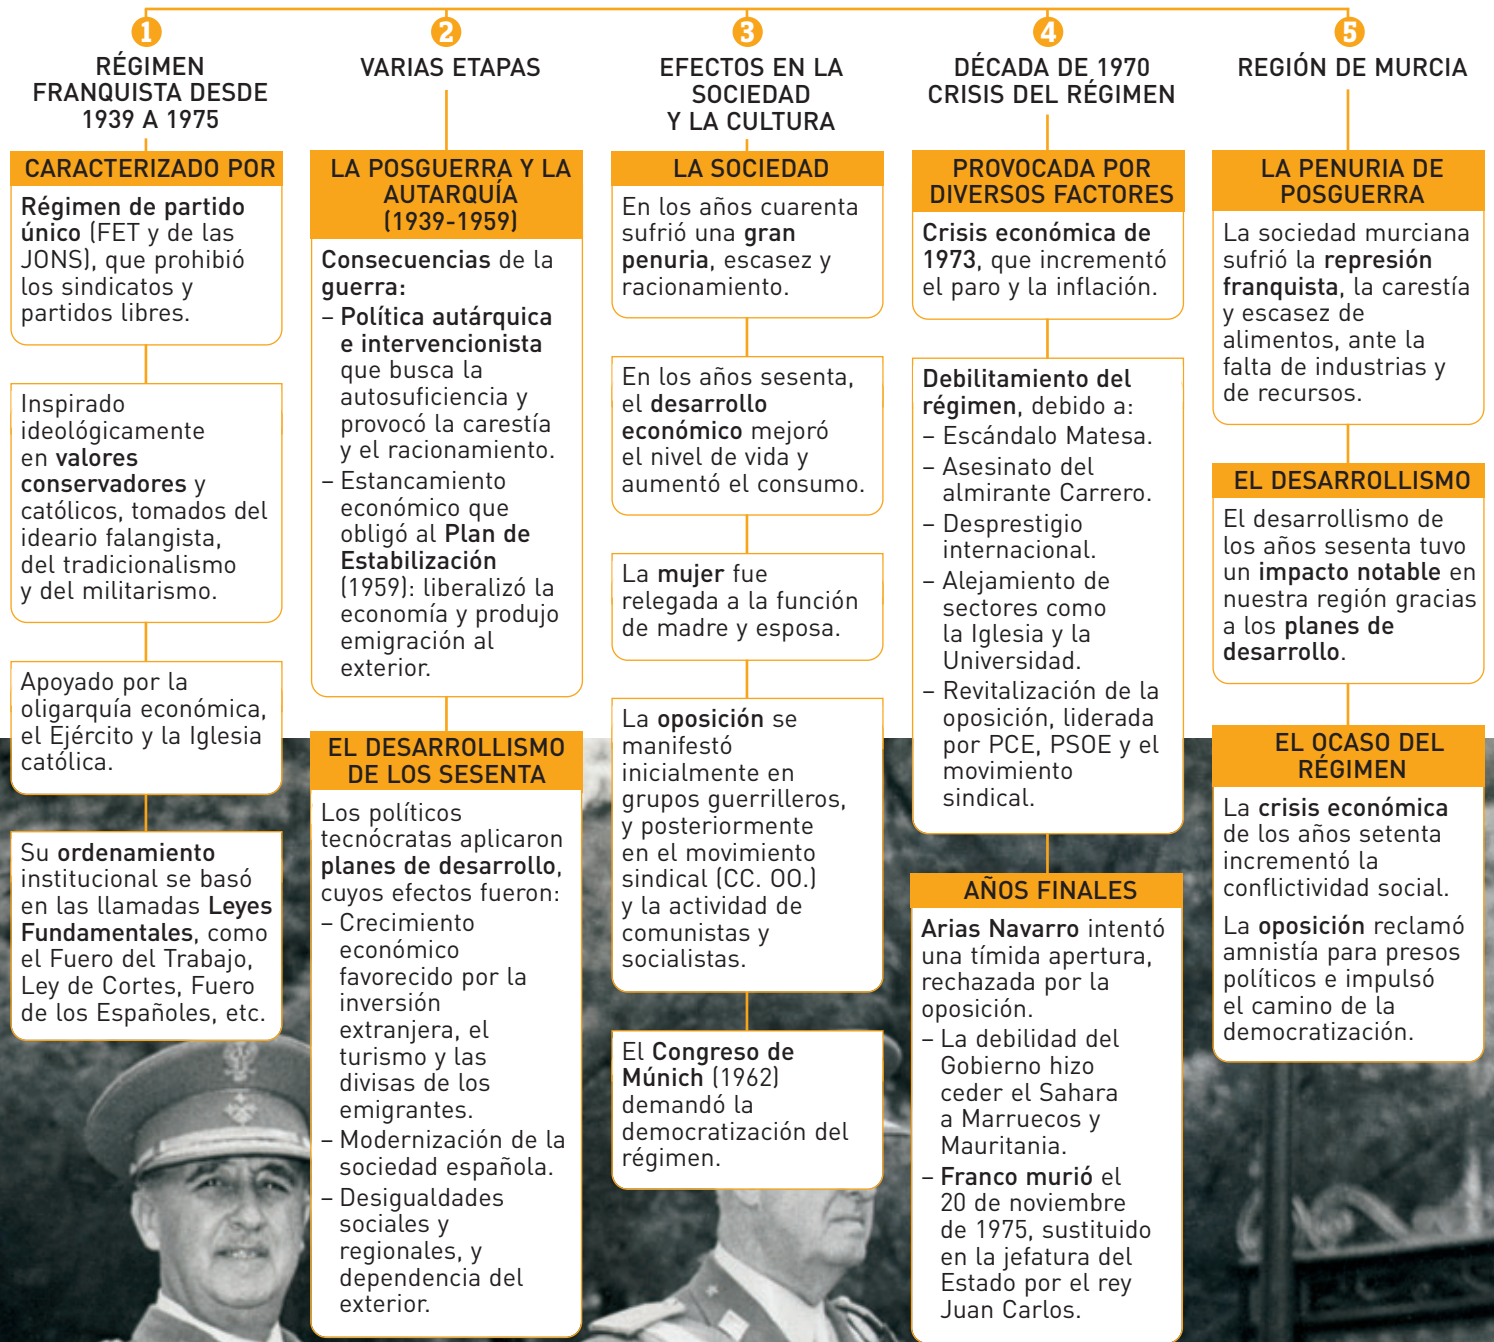 1
RÉGIMEN
FRANQUISTA DESDE
1939 A 1975
CARACTERIZADO POR
Régimen de partido
único (FET y de las
JONS), que prohibió
los sindicatos y
partidos libres.
Inspirado
ideológicamente
en valores
conservadores y
católicos, tomados del
ideario falangista,
del tradicionalismo
y del militarismo.
Apoyado por la
oligarquía económica,
el Ejército y la Iglesia
católica.
Su ordenamiento
institucional se basó
en las llamadas Leyes
Fundamentales, como
el Fuero del Trabajo,
Ley de Cortes, Fuero
de los Españoles, etc.
2
VARIAS ETAPAS
LA POSGUERRA Y LA
AUTARQUÍA
(1939-1959)
Consecuencias de la
guerra:
– Política autárquica
e intervencionista
que busca la
autosuficiencia y
provocó la carestía
y el racionamiento.
– Estancamiento
económico que
obligó al Plan de
Estabilización
(1959): liberalizó la
economía y produjo
emigración al
exterior.
EL DESARROLLISMO
DE LOS SESENTA
Los políticos
tecnócratas aplicaron
planes de desarrollo,
cuyos efectos fueron:
– Crecimiento
económico
favorecido por la
inversión
extranjera, el
turismo y las
divisas de los
emigrantes.
– Modernización de la
sociedad española.
– Desigualdades
sociales y
regionales, y
dependencia del
exterior.
3
EFECTOS EN LA
SOCIEDAD
Y LA CULTURA
LA SOCIEDAD
En los años cuarenta
sufrió una gran
penuria, escasez y
racionamiento.
En los años sesenta,
el desarrollo
económico mejoró
el nivel de vida y
aumentó el consumo.
La mujer fue
relegada a la función
de madre y esposa.
La oposición se
manifestó
inicialmente en
grupos guerrilleros,
y posteriormente
en el movimiento
sindical (CC. OO.)
y la actividad de
comunistas y
socialistas.
El Congreso de
Múnich (1962)
demandó la
democratización del
régimen.
4
DÉCADA DE 1970
CRISIS DEL RÉGIMEN
PROVOCADA POR
DIVERSOS FACTORES
Crisis económica de
1973, que incrementó
el paro y la inflación.
Debilitamiento del
régimen, debido a:
– Escándalo Matesa.
– Asesinato del
almirante Carrero.
– Desprestigio
internacional.
– Alejamiento de
sectores como
la Iglesia y la
Universidad.
– Revitalización de la
oposición, liderada
por PCE, PSOE y el
movimiento
sindical.
AÑOS FINALES
Arias Navarro intentó
una tímida apertura,
rechazada por la
oposición.
– La debilidad del
Gobierno hizo
ceder el Sahara
a Marruecos y
Mauritania.
– Franco murió el
20 de noviembre
de 1975, sustituido
en la jefatura del
Estado por el rey
Juan Carlos.
5
REGIÓN DE MURCIA
LA PENURIA DE
POSGUERRA
La sociedad murciana
sufrió la represión
franquista, la carestía
y escasez de
alimentos, ante la
falta de industrias y
de recursos.
EL DESARROLLISMO
El desarrollismo de
los años sesenta tuvo
un impacto notable en
nuestra región gracias
a los planes de
desarrollo.
EL OCASO DEL
RÉGIMEN
La crisis económica
de los años setenta
incrementó la
conflictividad social.
La oposición reclamó
amnistía para presos
políticos e impulsó
el camino de la
democratización.